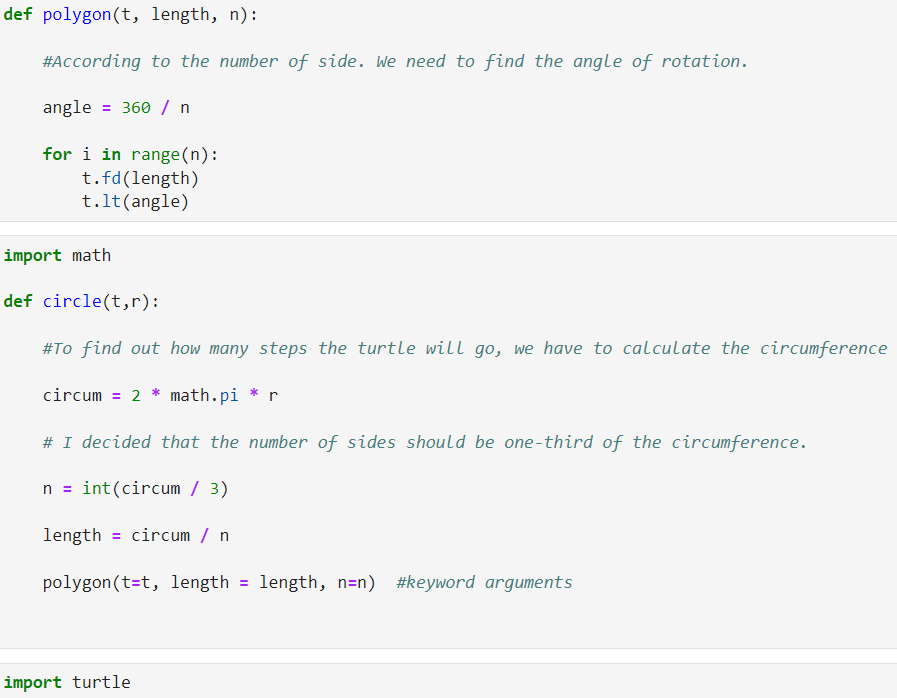 def polygon(t, length, n):
#According to the number of side. We need to find the angle of rotation.
angle = 360 / n
for i in range(n):
t.fd(length)
t.lt(angle)
import math
def circle(t,r):
#To find out how many steps the turtle will go, we have to calculate the circumference
circum = 2 * math.pi * r
# I decided that the number of sides should be one-third of the circumference.
n = int(circum / 3)
length = circum / n
polygon(t=t, length = length, n=n)  #keyword arguments
import turtle